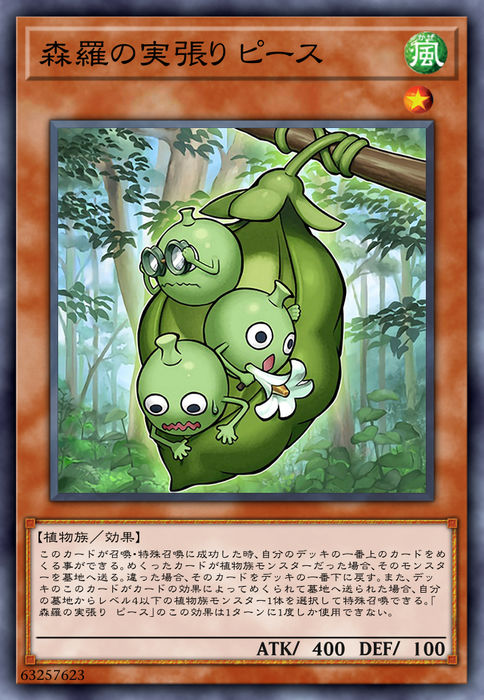 森羅の実張り ピース
風
かぜ
【植物族／効果】
このカードが召喚・特殊召喚に成功した時、自分のデッキの一番上のカードをめ
くる事ができる。めくったカードが植物族モンスターだった場合、そのモンスター
を墓地へ送る。違った場合、そのカードをデッキの一番下に戻す。また、デッ
キのこのカードがカードの効果によってめくられて墓地へ送られた場合、自分
の墓地からレベル4以下の植物族モンスター1体を選択して特殊召喚できる。「
森羅の実張り ピース」のこの効果は1ターンに1度しか使用できない。
ATK/ 400 DEF/ 100
63257623